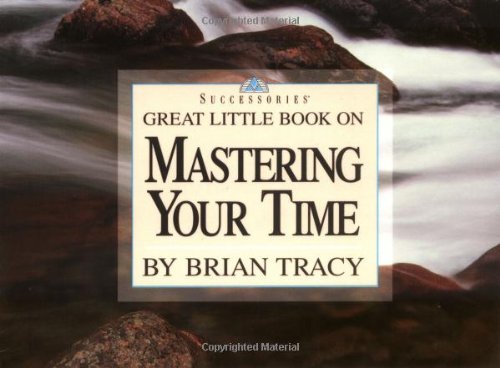 Copyrighted Material
SUCCESSORIES®
GREAT LITTLE BOOK ON
MASTERING
YOUR TIME
BY BRIAN TRACY
Copyrighted Material